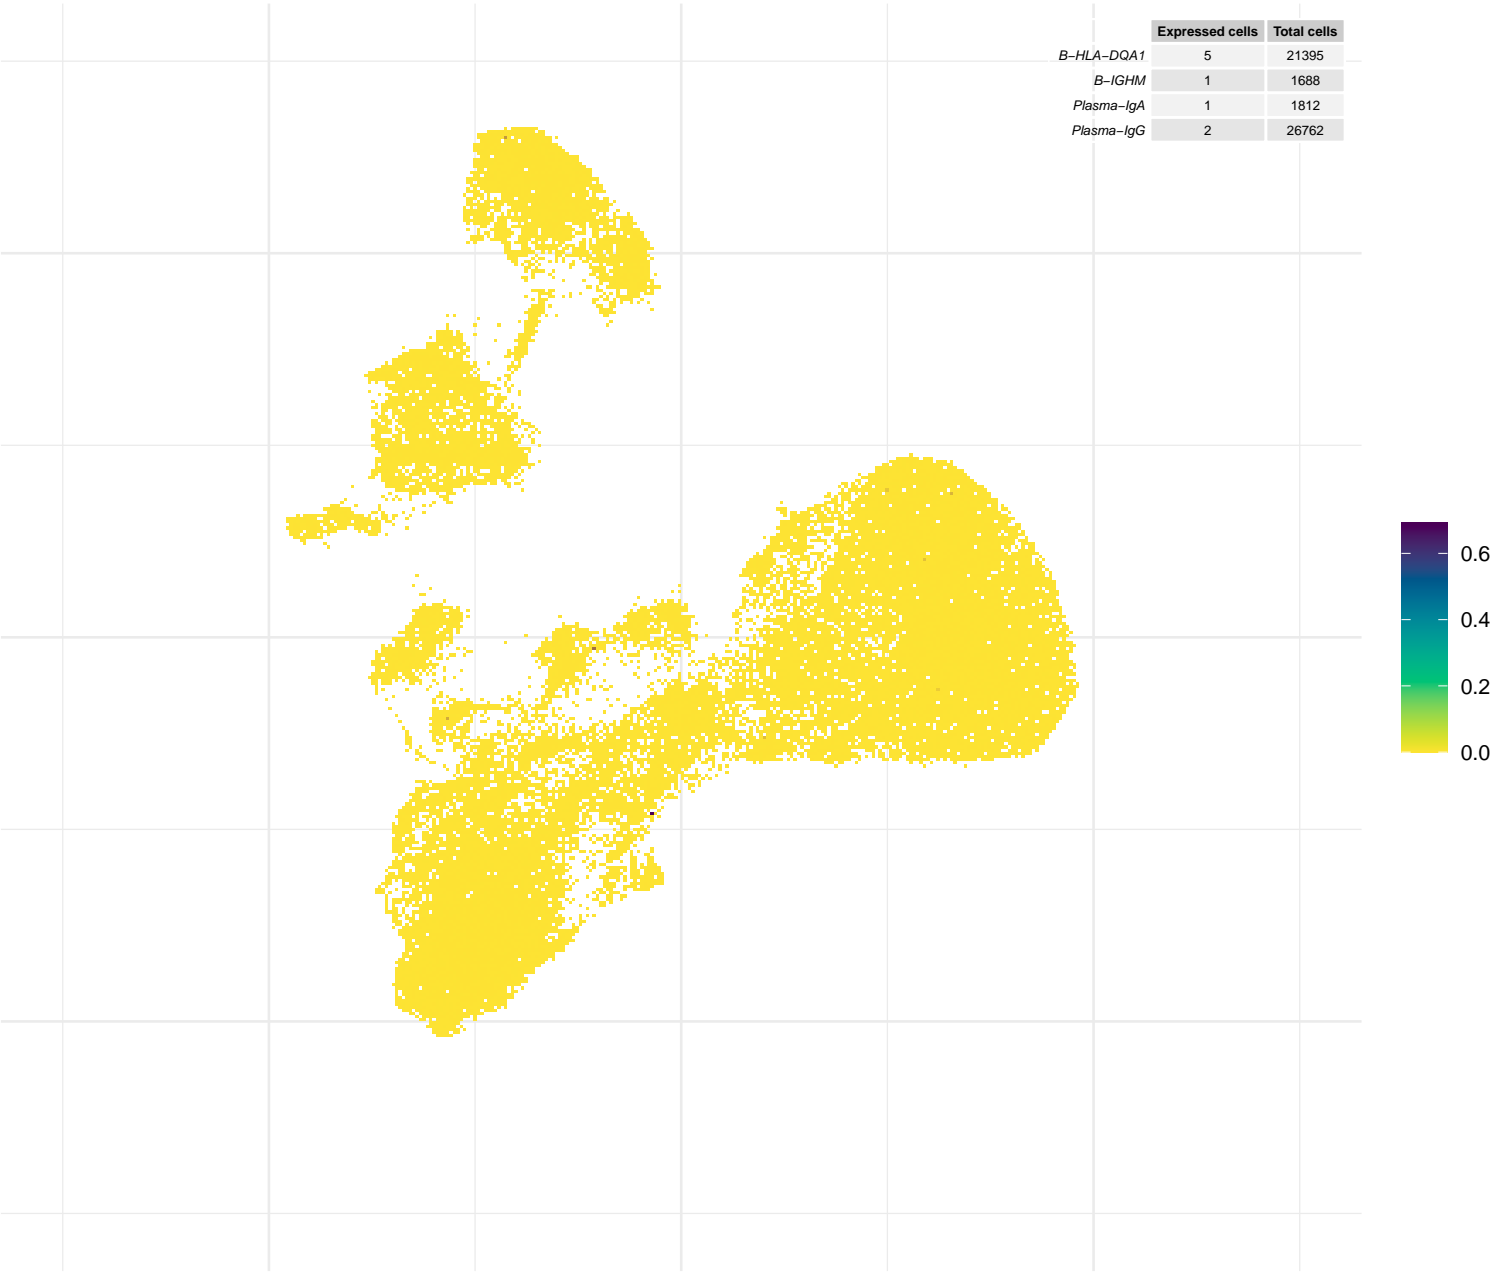 Expressed cells Total cells
B−HLA−DQA1 5 21395
B−IGHM 1 1688
Plasma−IgA 1 1812
Plasma−IgG 2 26762
0.6
0.4
0.2
0.0